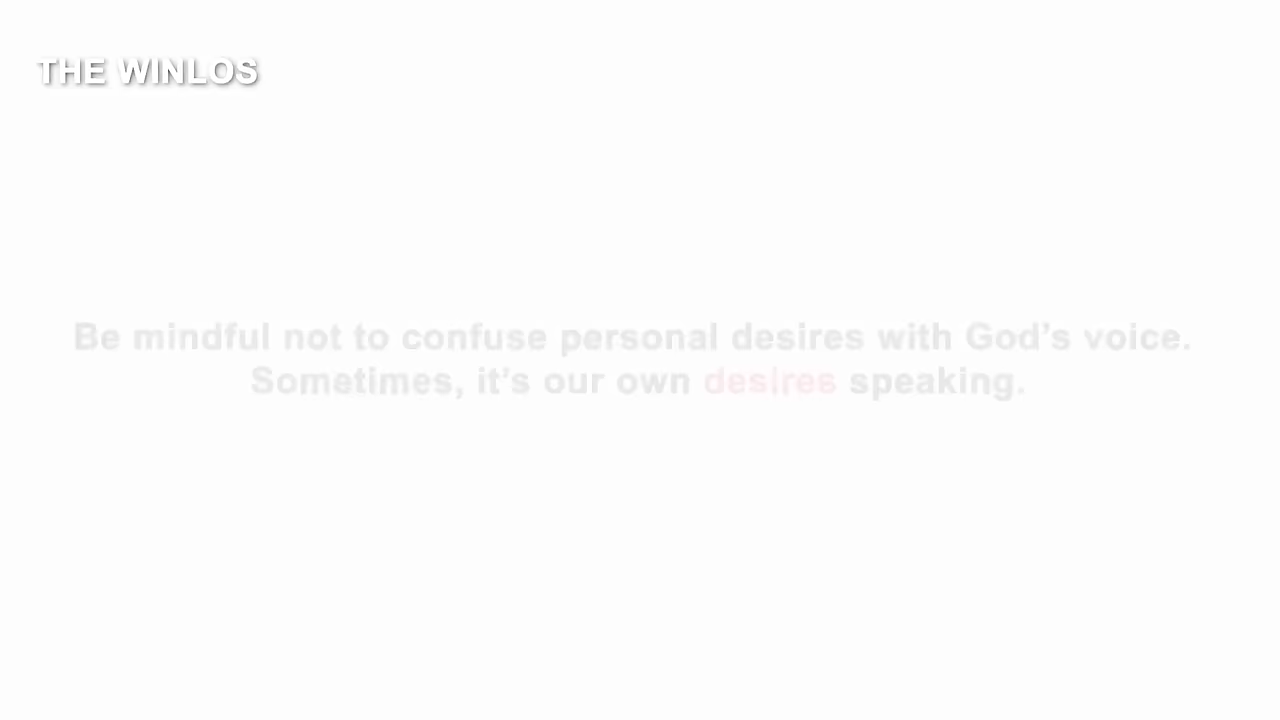 THE WINLOS
Be mindful not to confuse personal desires with God’s voice.
Sometimes, it’s our own desires speaking.